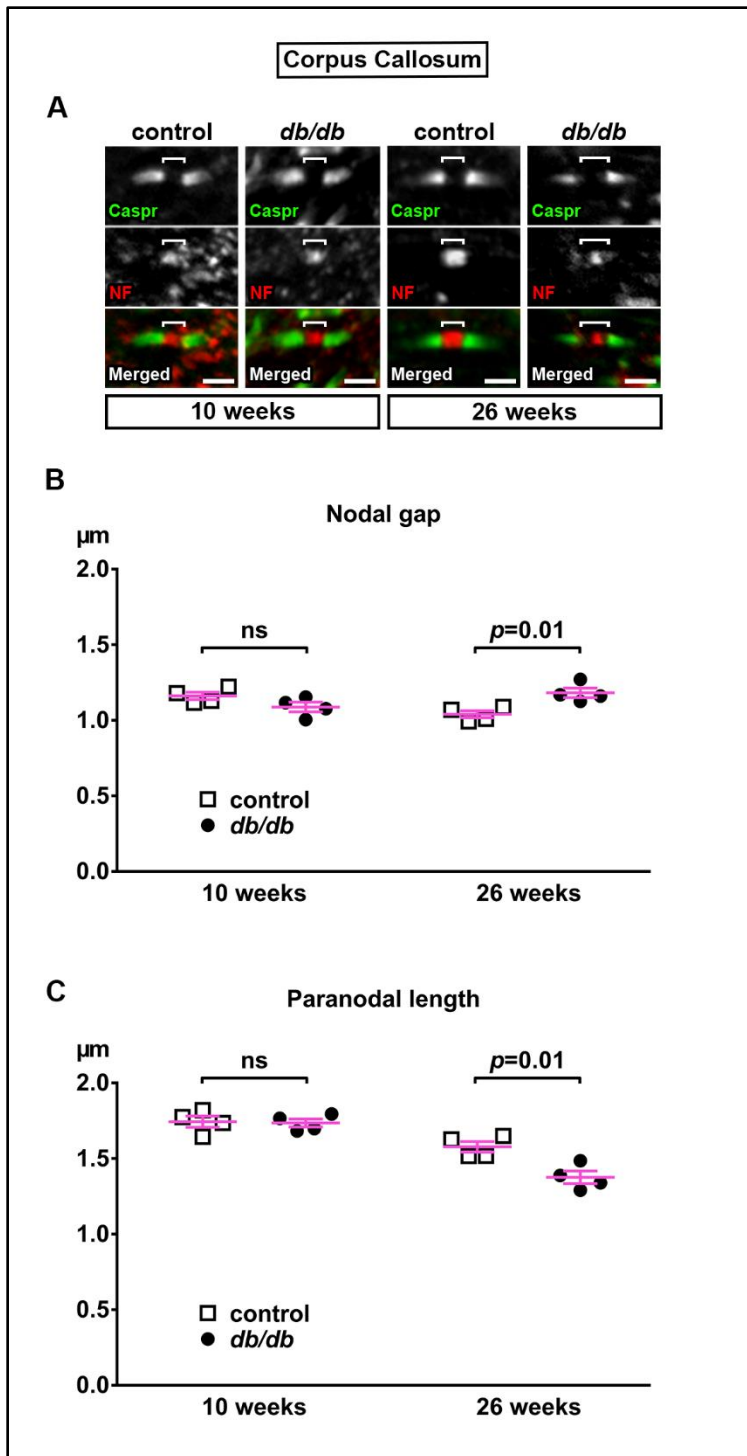 Corpus Callosum
A
control db/db control db/db
Caspr Caspr Caspr Caspr
NF NF NF NF
Merged Merged Merged Merged
10 weeks 26 weeks
B
Nodal gap
µm
2.0
1.5
1.0
0.5
0.0
ns
p=0.01
control
db/db
10 weeks 26 weeks
C
Paranodal length
µm
2.0
1.5
1.0
0.5
0.0
ns
p=0.01
control
db/db
10 weeks 26 weeks